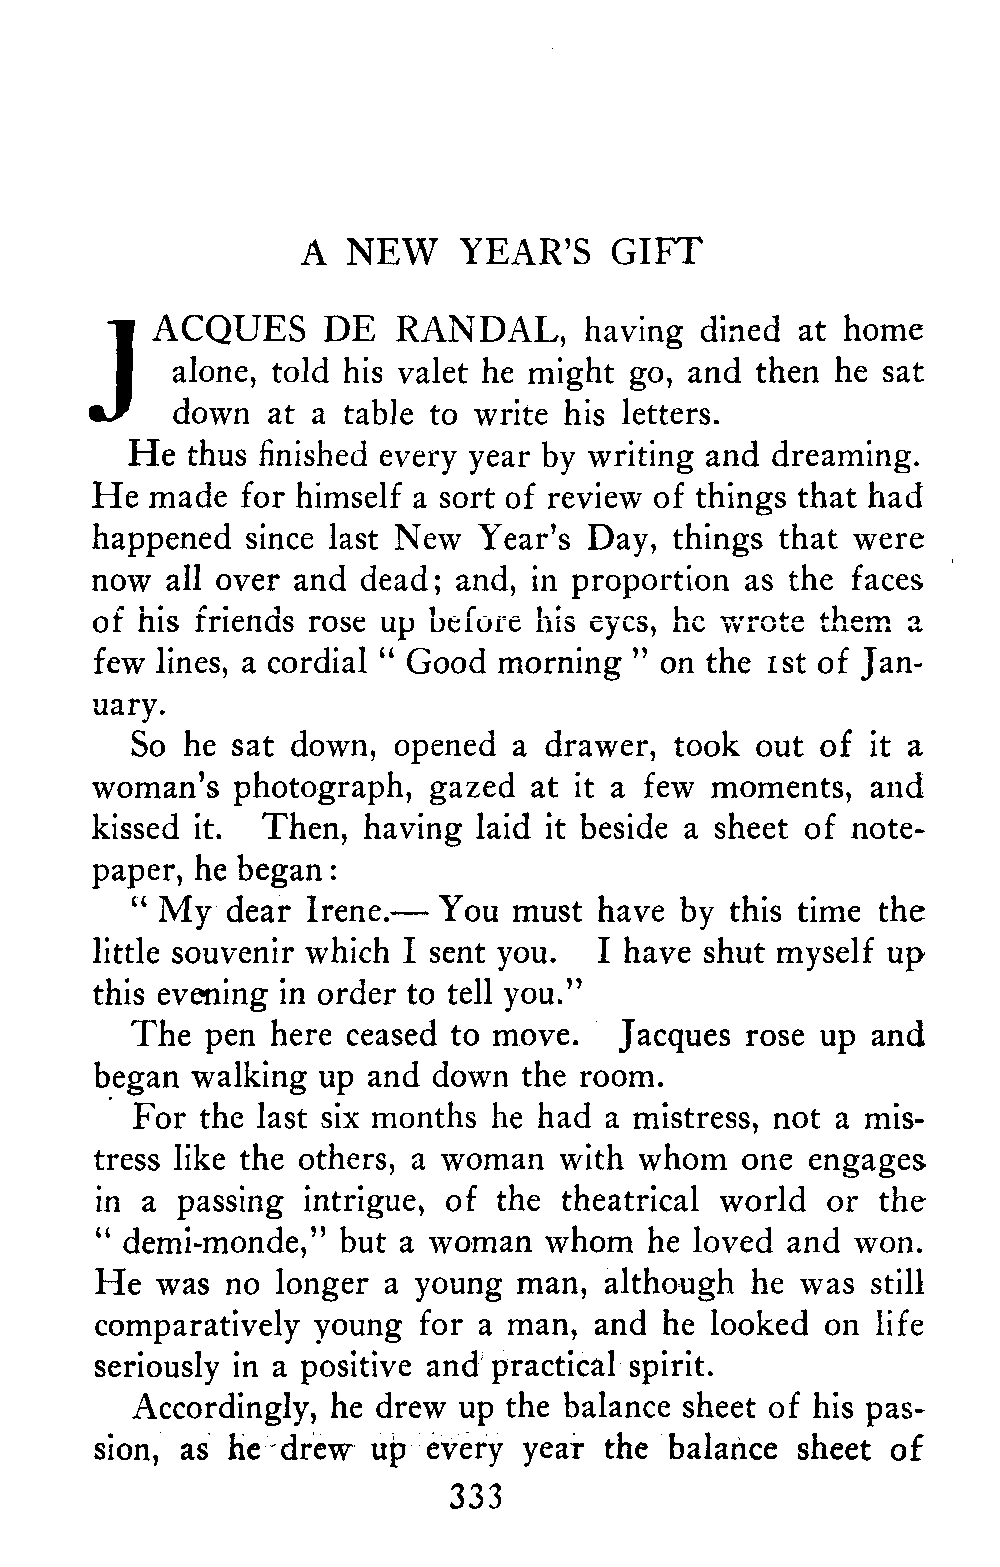 A NEW YEAR'S GIFT
JACQUES DE RANDAL, having dined at home
alone, told his valet he might go, and then he sat
down at a table to write his letters.
He thus finished every year by writing and dreaming.
He made for himself a sort of review of things that had
happened since last New Year's Day, things that were
now all over and dead; and, in proportion as the faces
of his friends rose up before his eyes, he wrote them a
few lines, a cordial " Good morning " on the 1st of Jan-
uary.
So he sat down, opened a drawer, took out of it a
woman's photograph, gazed at it a few moments, and
kissed it. Then, having laid it beside a sheet of note-
paper, he began:
" My dear Irene.— You must have by this time the
little souvenir which I sent you. I have shut myself up
this evening in order to tell you."
The pen here ceased to move. Jacques rose up and
began walking up and down the room.
For the last six months he had a mistress, not a mis-
tress like the others, a woman with whom one engages
in a passing intrigue, of the theatrical world or the
" demi-monde," but a woman whom he loved and won.
He was no longer a young man, although he was still
comparatively young for a man, and he looked on life
seriously in a positive and practical spirit.
Accordingly, he drew up the balance sheet of his pas-
sion, as he drew up every year the balance sheet of
333